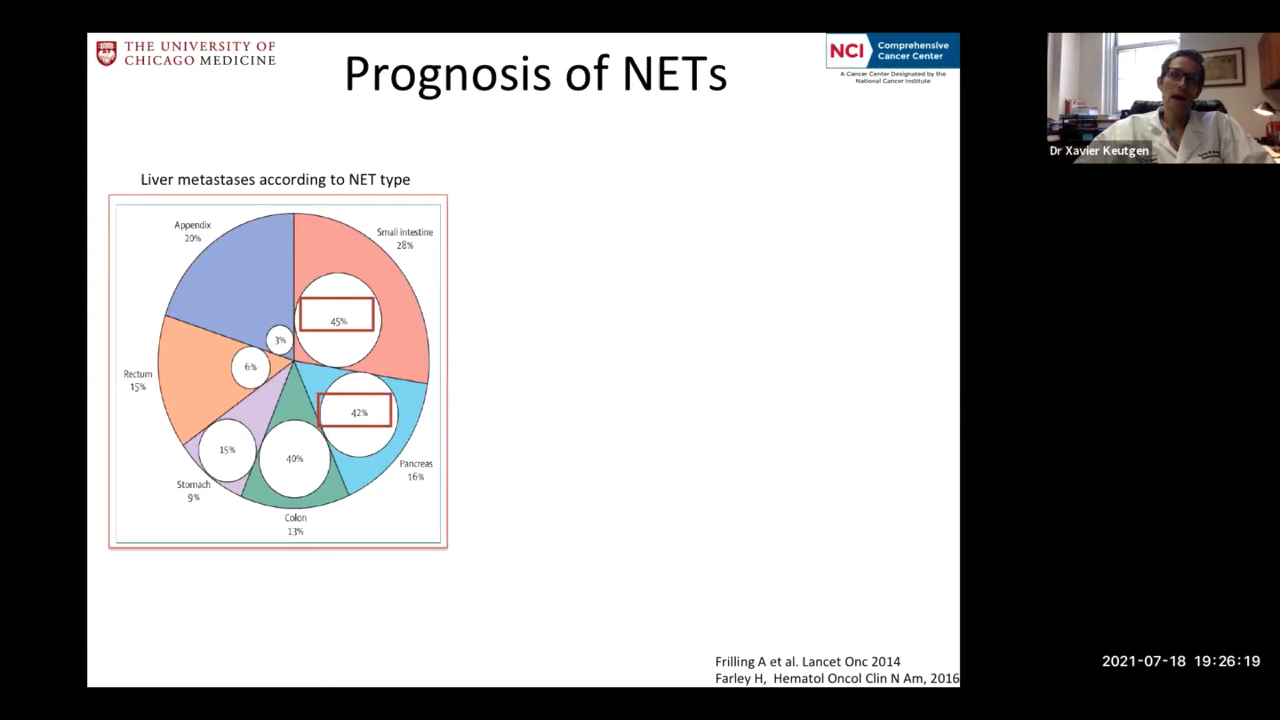 THE UNIVERSITY OF
CHICAGO MEDICINE
Prognosis of NETs
NCI Comprehensive
Cancer Center
A Cancer Center Designated by the
National Cancer Institute
Dr Xavier Keutgen
Liver metastases according to NET type
Appendix
20%
Small intestine
28%
45%
3%
6%
Rectum
15%
42%
15%
40%
Pancreas
16%
Stomach
9%
Colon
13%
Frilling A et al. Lancet Onc 2014
Farley H, Hematol Oncol Clin N Am, 2016
2021-07-18 19:26:19